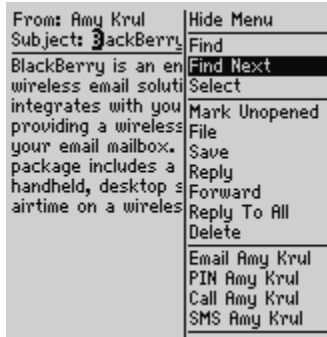 From: Amy Krul
Subject: BlackBerry
BlackBerry is an en
wireless email soluti
integrates with you
providing a wireless
your email mailbox.
package includes a
handheld, desktop s
airtime on a wireles
Hide Menu
Find
Find Next
Select
Mark Unopened
File
Save
Reply
Forward
Reply To All
Delete
Email Amy Krul
PIN Amy Krul
Call Amy Krul
SMS Amy Krul